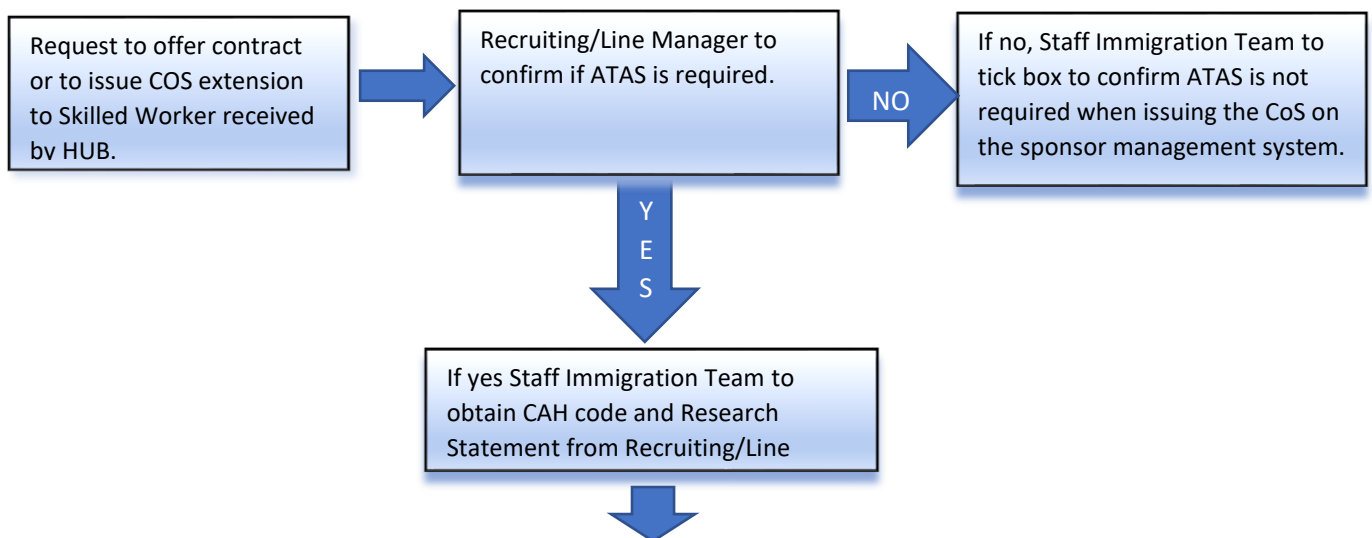 Request to offer contract
or to issue COS extension
to Skilled Worker received
by HUB.
Recruiting/Line Manager to
confirm if ATAS is required.
NO
If no, Staff Immigration Team to
tick box to confirm ATAS is not
required when issuing the CoS on
the sponsor management system.
Y
E
S
If yes Staff Immigration Team to
obtain CAH code and Research
Statement from Recruiting/Line